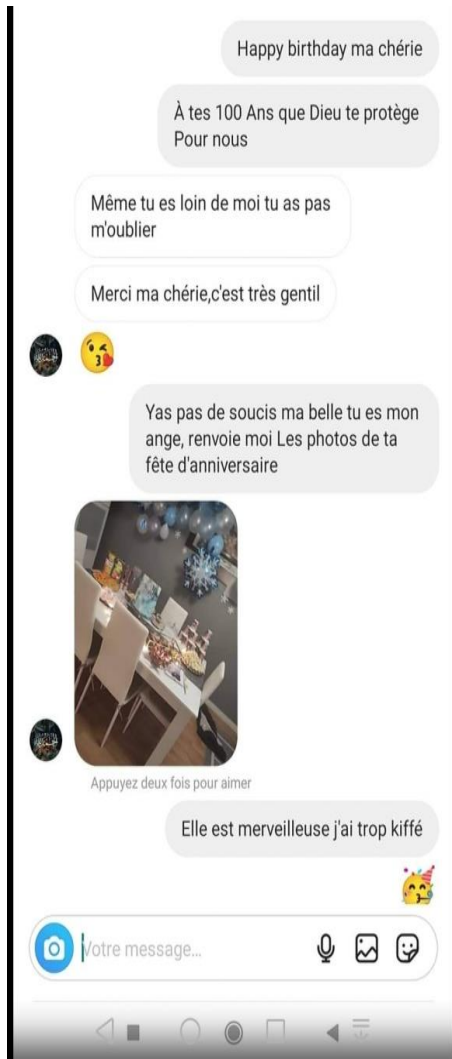 Happy birthday ma chérie
À tes 100 Ans que Dieu te protège
Pour nous
Même tu es loin de moi tu as pas
m'oublier
Merci ma chérie,c'est très gentil
Yas pas de soucis ma belle tu es mon
ange, renvoie moi Les photos de ta
fête d'anniversaire
Appuyez deux fois pour aimer
Elle est merveilleuse j'ai trop kiffé
Votre message...